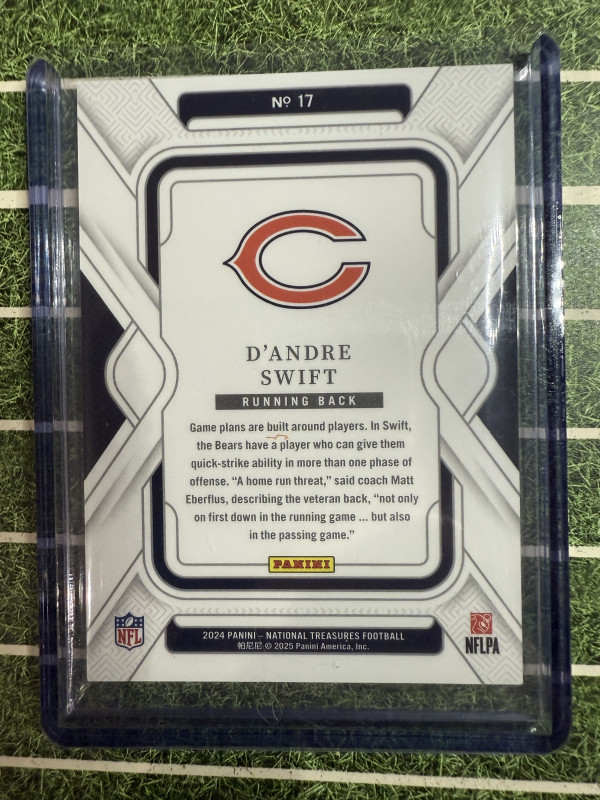 Nº 17
D'ANDRE
SWIFT
RUNNING BACK
Game plans are built around players. In Swift,
the Bears have a player who can give them
quick-strike ability in more than one phase of
offense. “A home run threat,” said coach Matt
Eberflus, describing the veteran back, “not only
on first down in the running game ... but also
in the passing game.”
PANINI
NFL
2024 PANINI – NATIONAL TREASURES FOOTBALL
帕尼尼 © 2025 Panini America, Inc.
NFLPA